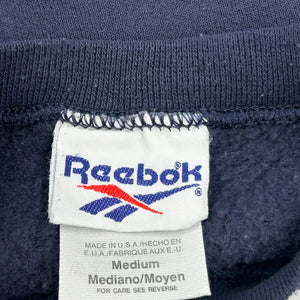 Reebok
®
MADE IN U.S.A./HECHO EN
E.U.A./FABRIQUE AUX E.-U.
Medium
Mediano/Moyen
FOR CARE SEE REVERSE